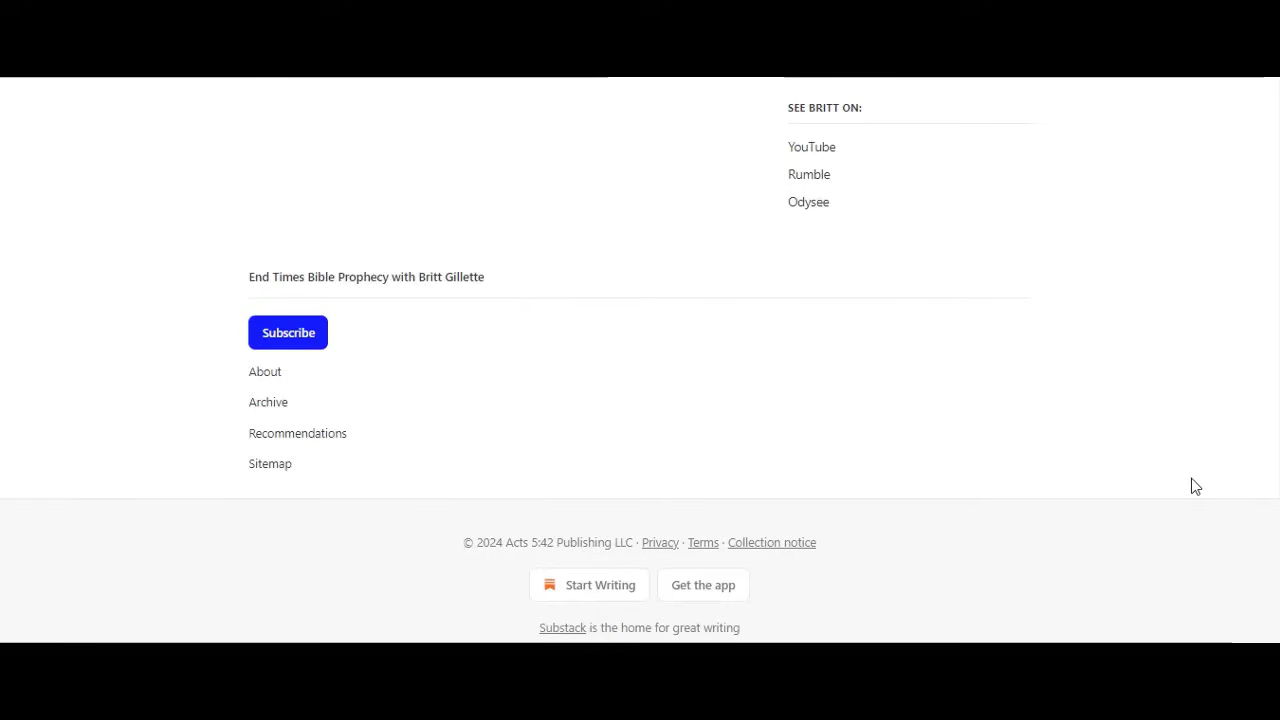 SEE BRITT ON:
YouTube
Rumble
Odysee
End Times Bible Prophecy with Britt Gillette
Subscribe
About
Archive
Recommendations
Sitemap
© 2024 Acts 5:42 Publishing LLC · Privacy · Terms · Collection notice
Start Writing Get the app
Substack is the home for great writing